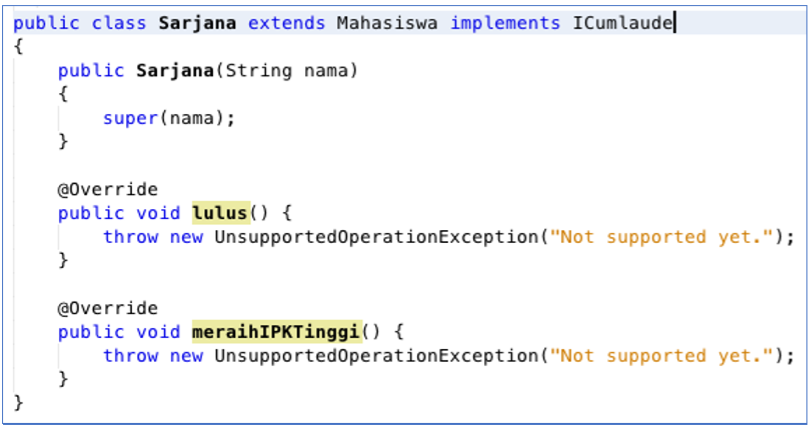 public class Sarjana extends Mahasiswa implements ICumlaude
{
    public Sarjana(String nama)
    {
        super(nama);
    }

    @Override
    public void lulus() {
        throw new UnsupportedOperationException("Not supported yet.");
    }

    @Override
    public void meraihIPKTinggi() {
        throw new UnsupportedOperationException("Not supported yet.");
    }
}